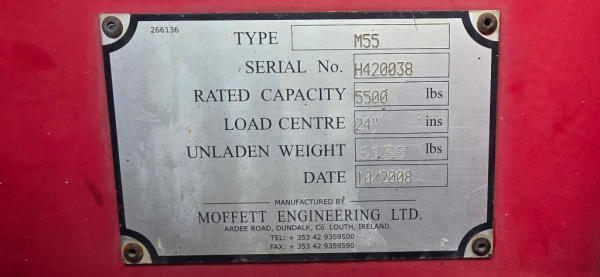 266136
TYPE M55
SERIAL No. H420038
RATED CAPACITY 5500 lbs
LOAD CENTRE 24" ins
UNLADEN WEIGHT lbs
DATE 10/2008
MANUFACTURED BY
MOFFETT ENGINEERING LTD.
ARDEE ROAD, DUNDALK, Co. LOUTH, IRELAND.
TEL: + 353 42 9359500
FAX: + 353 42 9359590